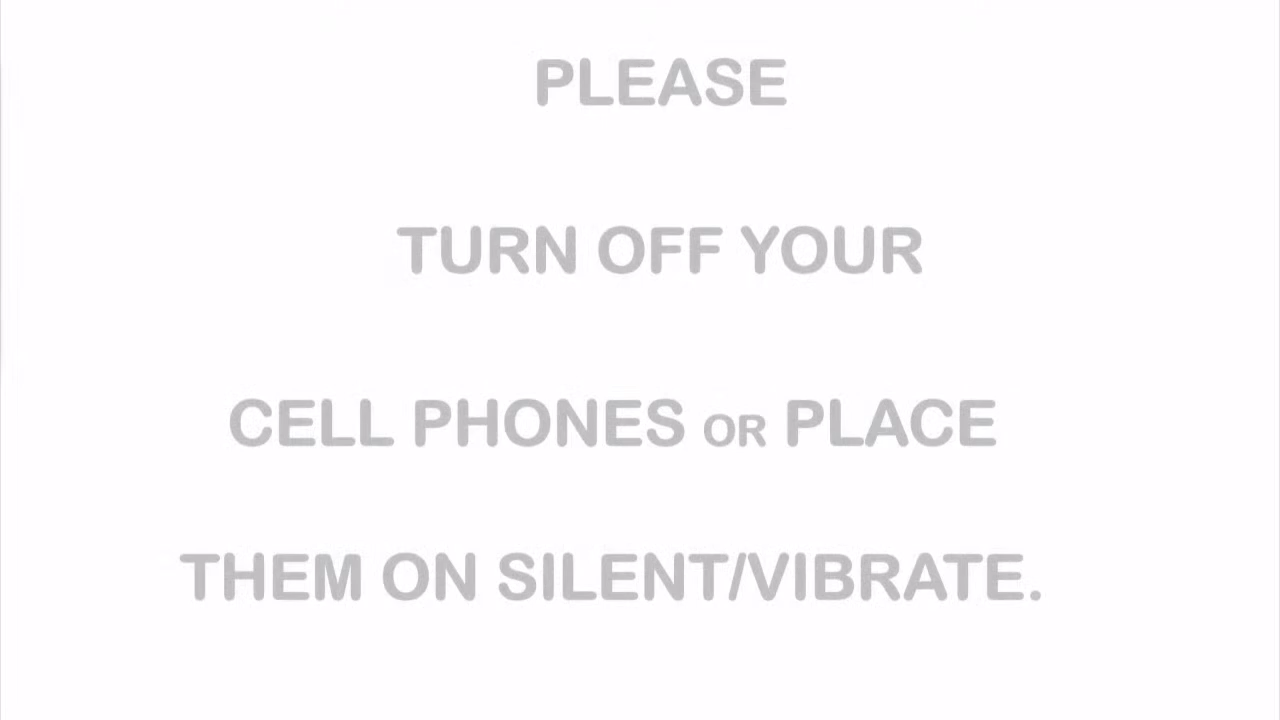 PLEASE
TURN OFF YOUR
CELL PHONES OR PLACE
THEM ON SILENT/VIBRATE.